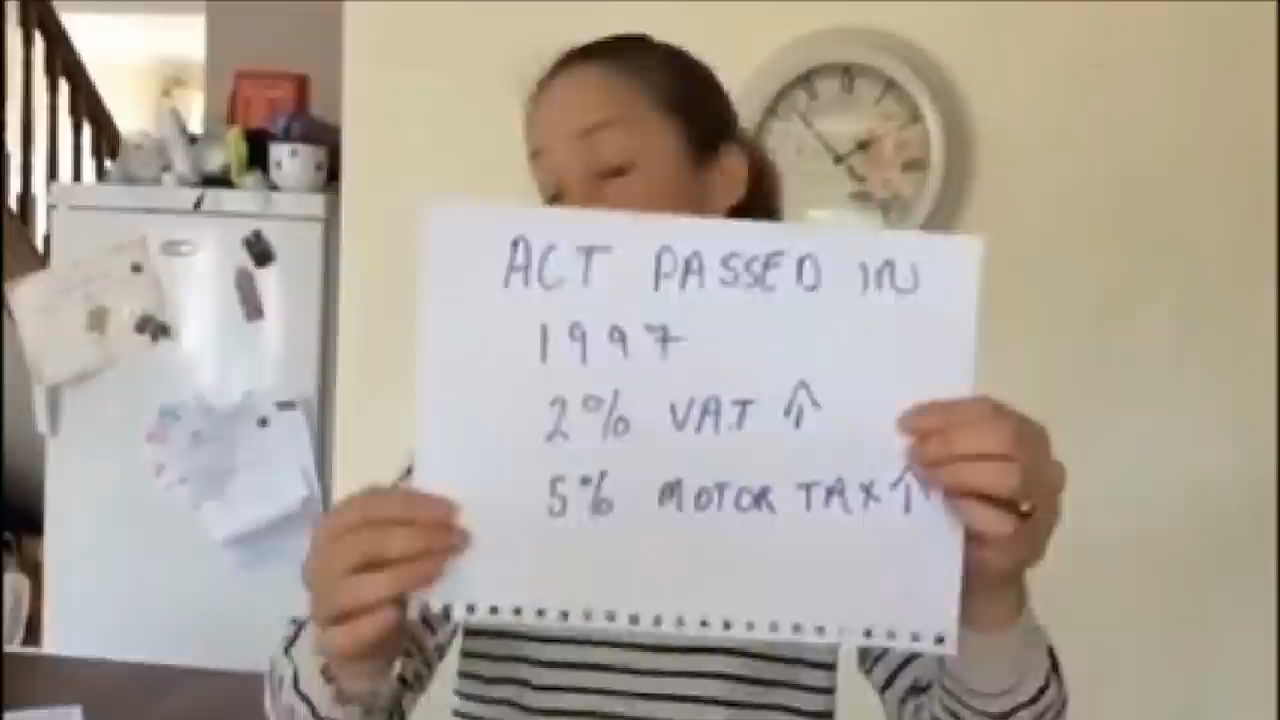 ACT PASSED IN
1997
2% VAT ↑
5% MOTOR TAX ↑